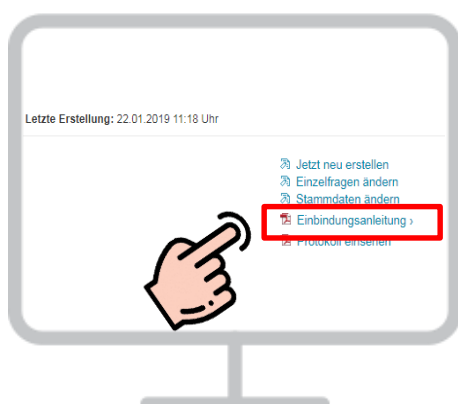 Letzte Erstellung: 22.01.2019 11:18 Uhr
Jetzt neu erstellen
Einzelfragen ändern
Stammdaten ändern
Einbindungsanleitung ›
Protokoll einsehen